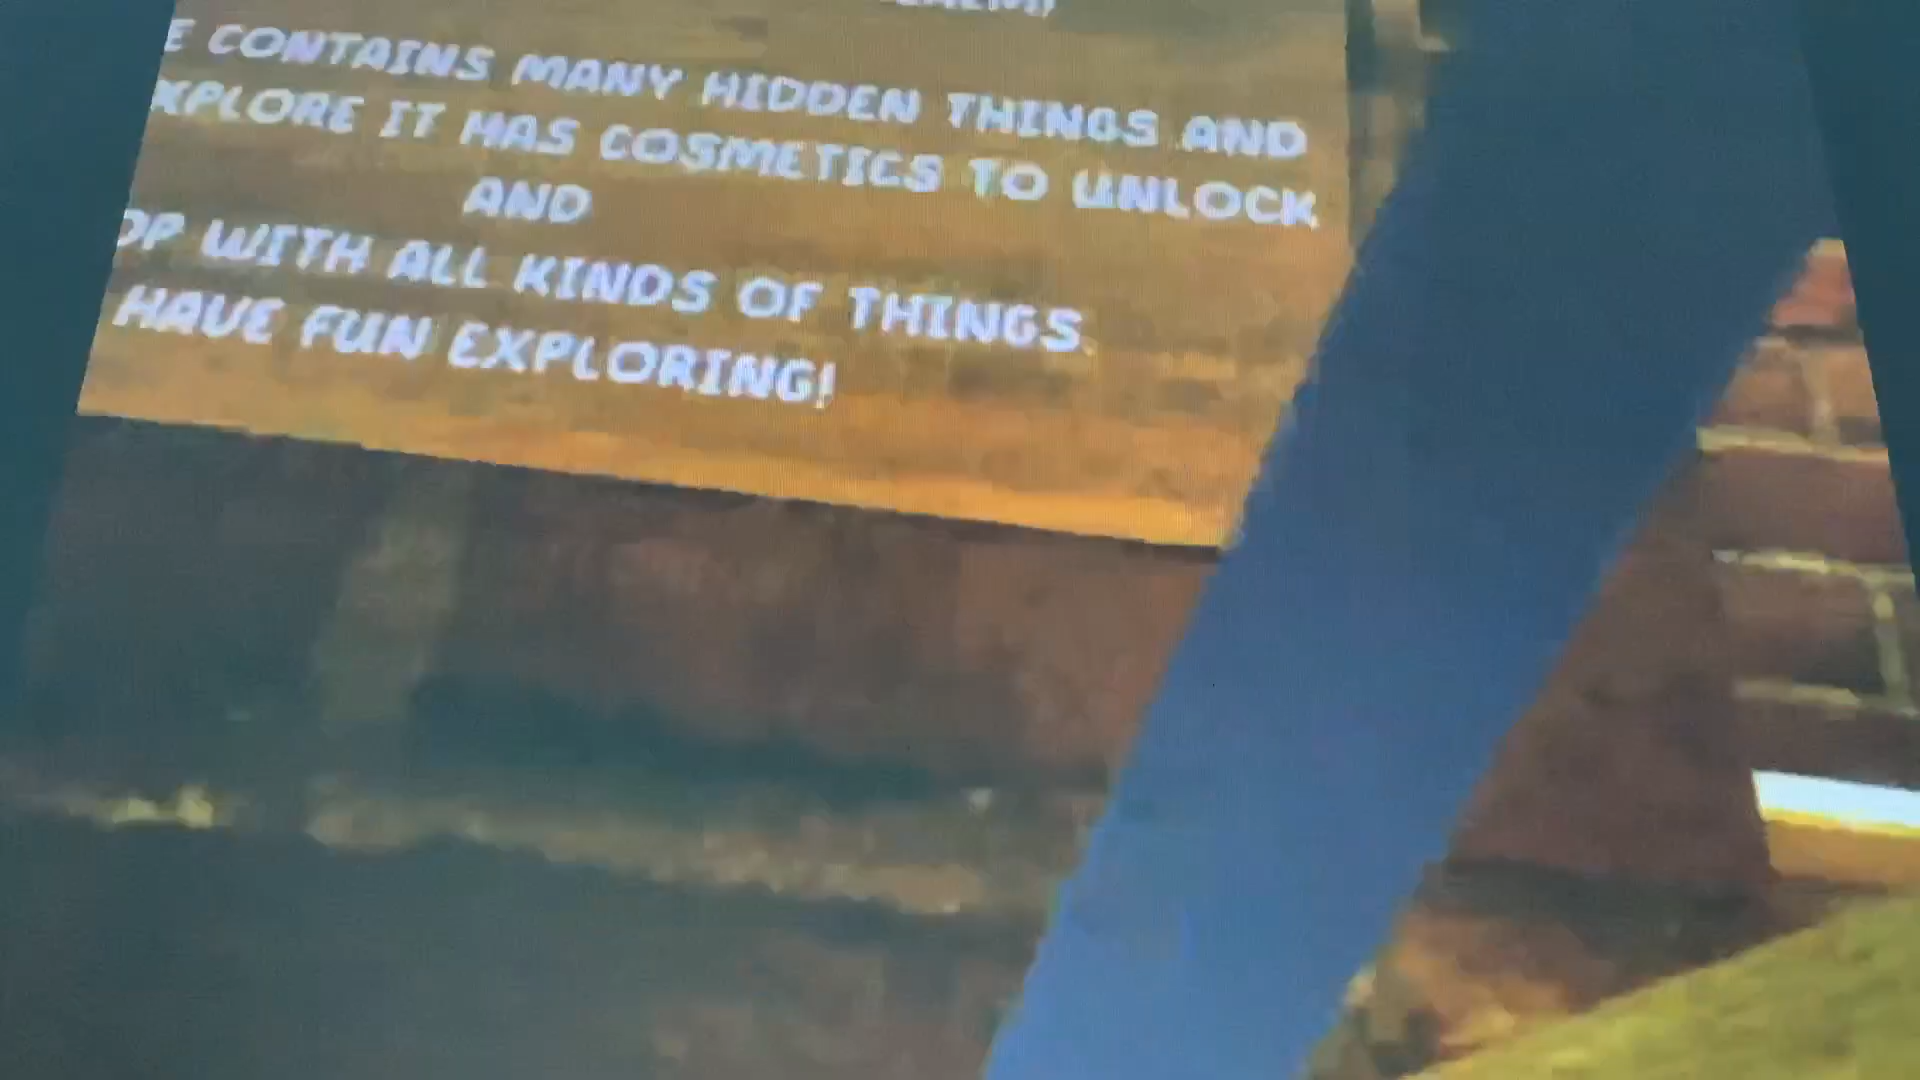 CONTAINS MANY HIDDEN THINGS AND
IT HAS COSMETICS TO UNLOCK
AND
WITH ALL KINDS OF THINGS.
HAVE FUN EXPLORING!